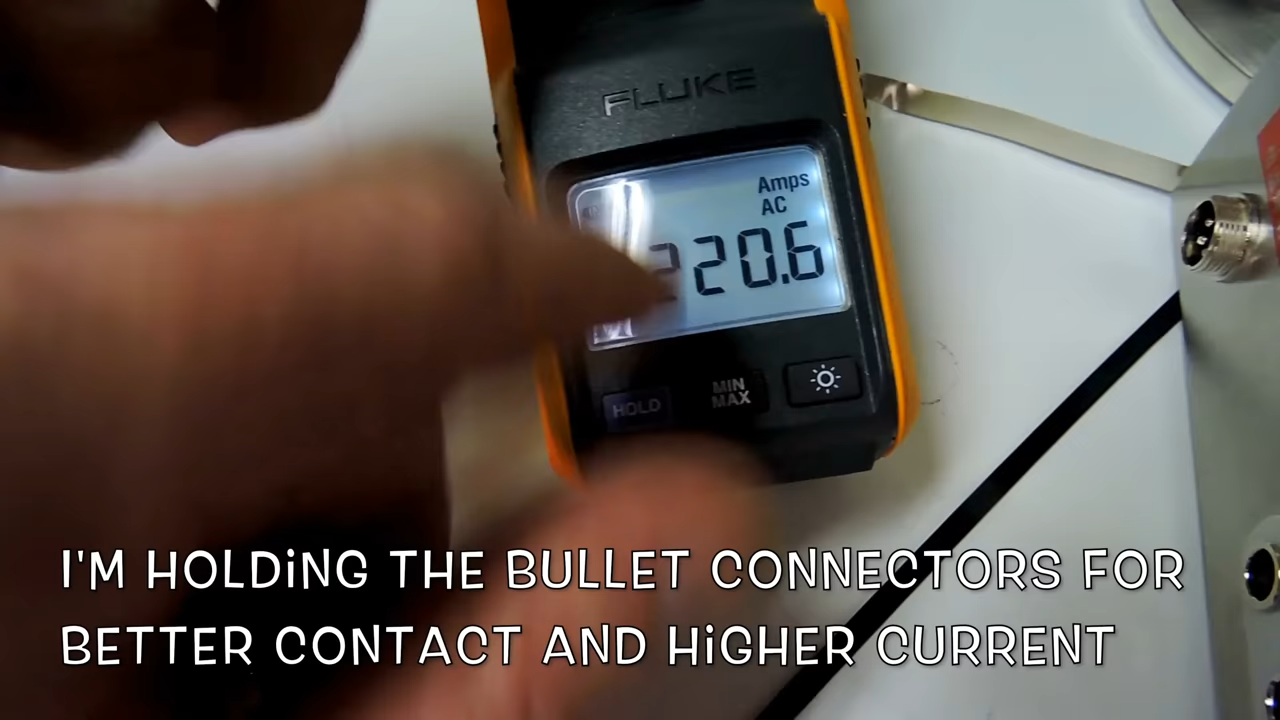 FLUKE
Amps
AC
220.6
HOLD
MIN
MAX
I'M HOLDING THE BULLET CONNECTORS FOR
BETTER CONTACT AND HIGHER CURRENT